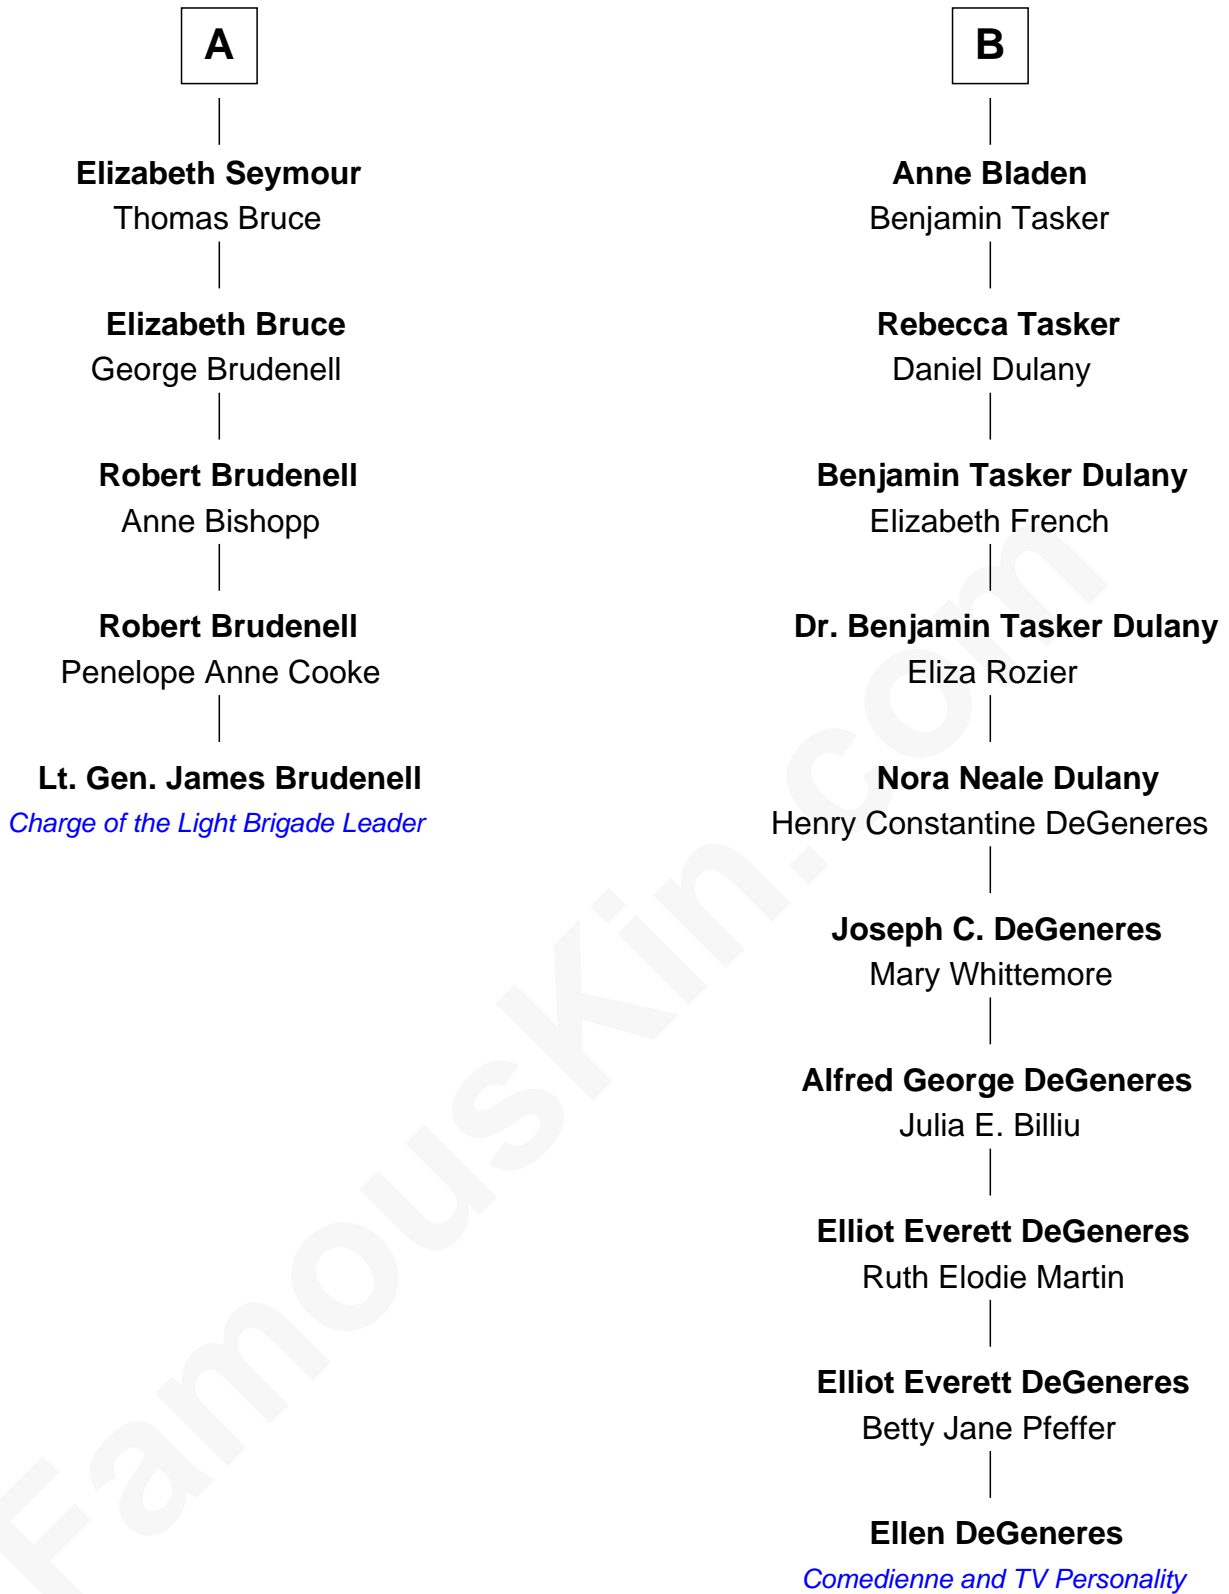 A
Elizabeth Seymour
Thomas Bruce
Elizabeth Bruce
George Brudenell
Robert Brudenell
Anne Bishopp
Robert Brudenell
Penelope Anne Cooke
Lt. Gen. James Brudenell
Charge of the Light Brigade Leader
B
Anne Bladen
Benjamin Tasker
Rebecca Tasker
Daniel Dulany
Benjamin Tasker Dulany
Elizabeth French
Dr. Benjamin Tasker Dulany
Eliza Rozier
Nora Neale Dulany
Henry Constantine DeGeneres
Joseph C. DeGeneres
Mary Whittemore
Alfred George DeGeneres
Julia E. Billiu
Elliot Everett DeGeneres
Ruth Elodie Martin
Elliot Everett DeGeneres
Betty Jane Pfeffer
Ellen DeGeneres
Comedienne and TV Personality
FamousKin.com